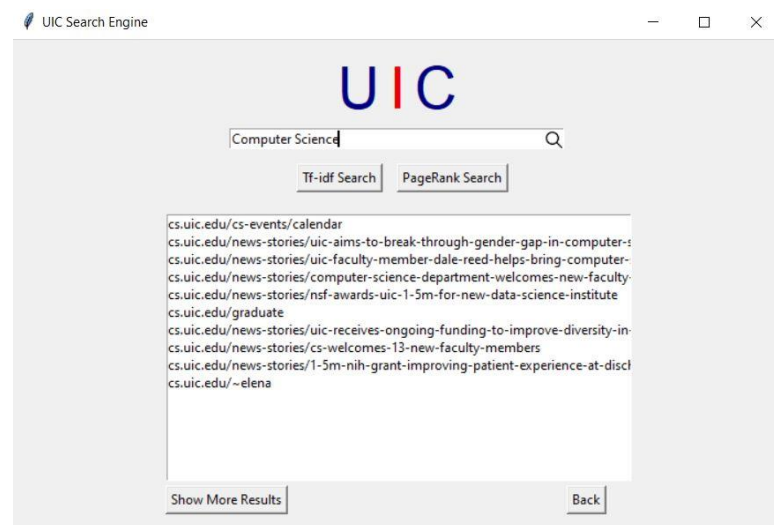 UIC Search Engine
U I C
Computer Science
Tf-idf Search PageRank Search
cs.uic.edu/cs-events/calendar
cs.uic.edu/news-stories/uic-aims-to-break-through-gender-gap-in-computer-s
cs.uic.edu/news-stories/uic-faculty-member-dale-reed-helps-bring-computer-
cs.uic.edu/news-stories/computer-science-department-welcomes-new-faculty-
cs.uic.edu/news-stories/nsf-awards-uic-1-5m-for-new-data-science-institute
cs.uic.edu/graduate
cs.uic.edu/news-stories/uic-receives-ongoing-funding-to-improve-diversity-in-
cs.uic.edu/news-stories/cs-welcomes-13-new-faculty-members
cs.uic.edu/news-stories/1-5m-nih-grant-improving-patient-experience-at-disch
cs.uic.edu/~elena
Show More Results Back